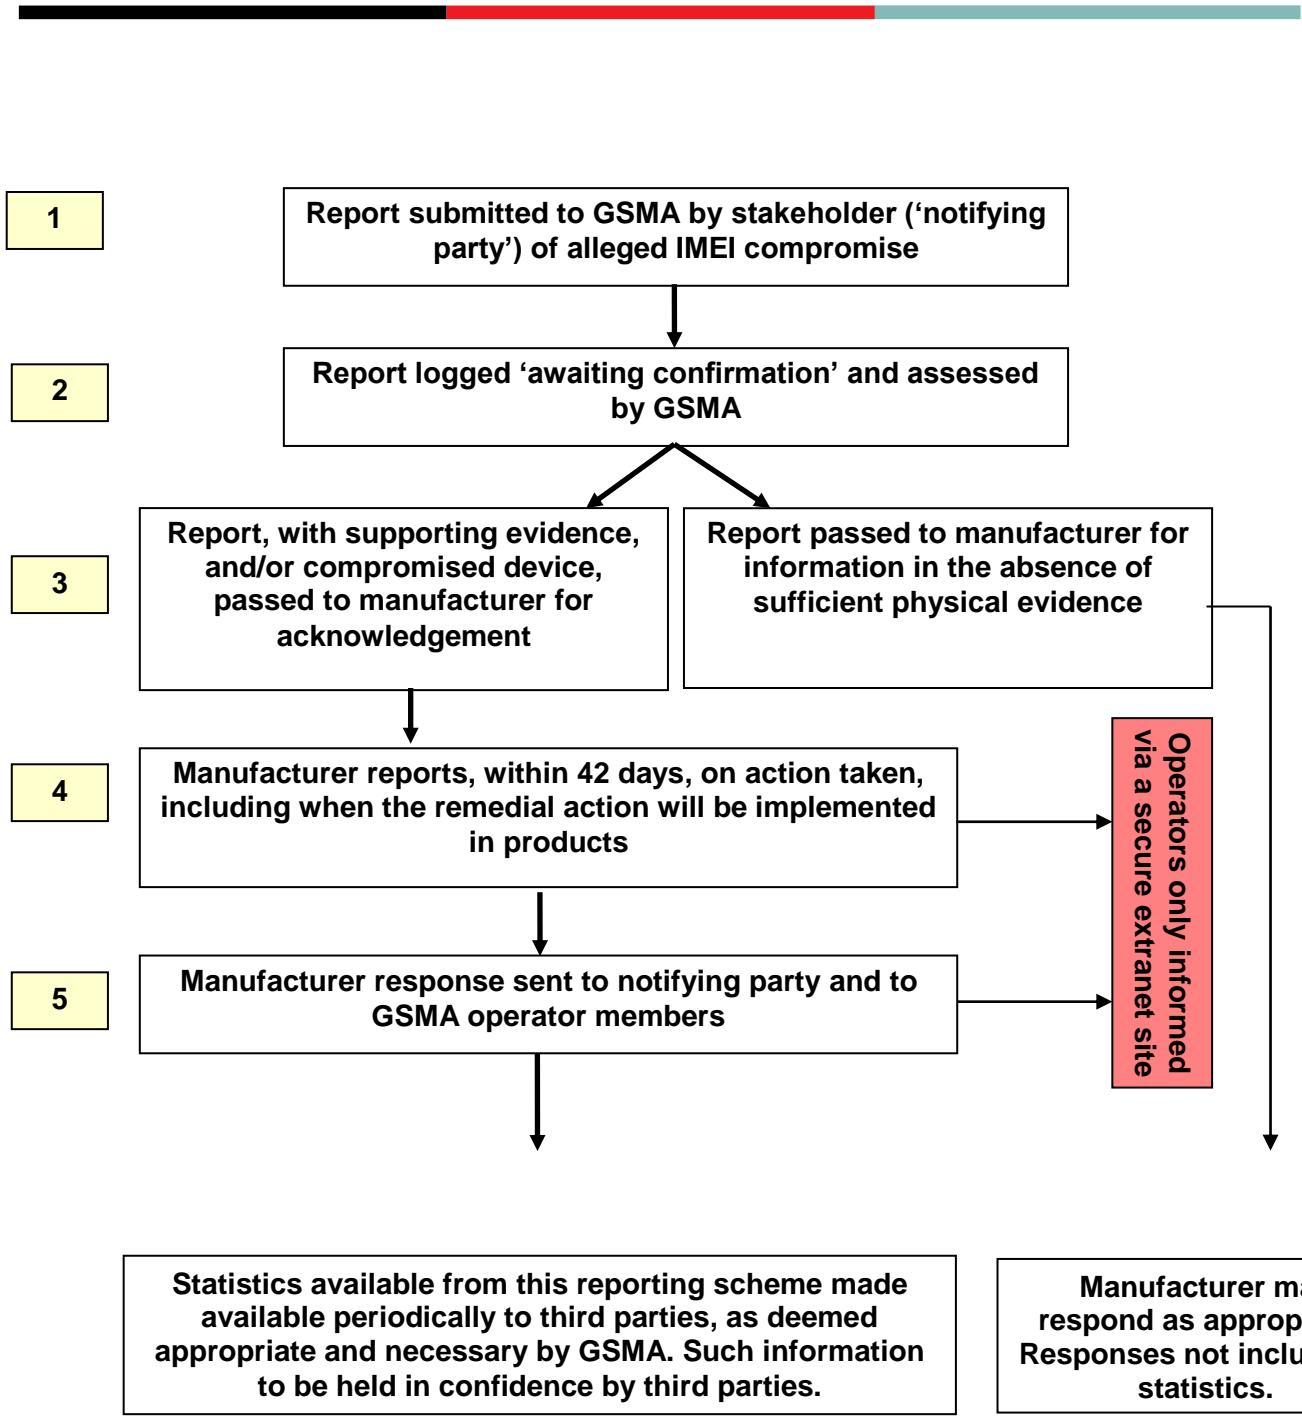 1
Report submitted to GSMA by stakeholder (‘notifying
party’) of alleged IMEI compromise
2
Report logged ‘awaiting confirmation’ and assessed
by GSMA
3
Report, with supporting evidence,
and/or compromised device,
passed to manufacturer for
acknowledgement
Report passed to manufacturer for
information in the absence of
sufficient physical evidence
4
Manufacturer reports, within 42 days, on action taken,
including when the remedial action will be implemented
in products
Operators only informed
via a secure extranet site
5
Manufacturer response sent to notifying party and to
GSMA operator members
Statistics available from this reporting scheme made
available periodically to third parties, as deemed
appropriate and necessary by GSMA. Such information
to be held in confidence by third parties.
Manufacturer
respond as
Responses not
statistics.